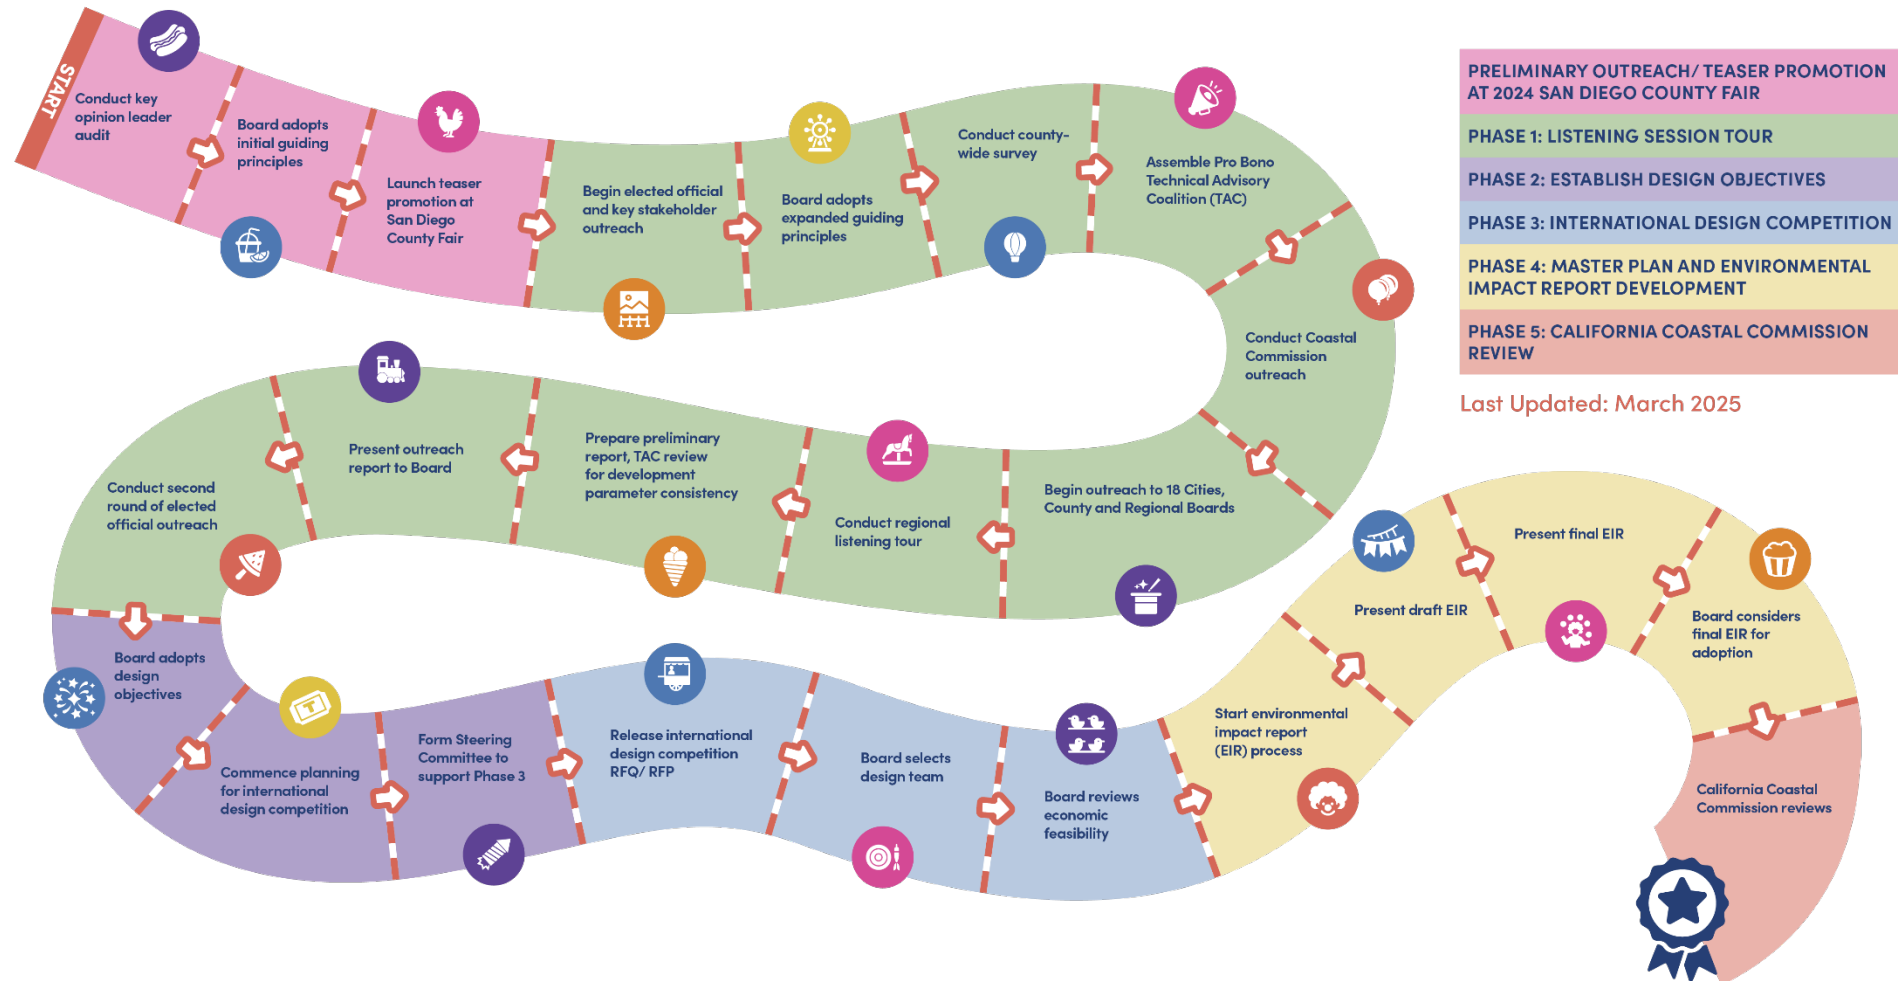 START
Conduct key
opinion leader
audit
Board adopts
initial guiding
principles
Launch teaser
promotion at
San Diego
County Fair
Begin elected official
and key stakeholder
outreach
Board adopts
expanded guiding
principles
Conduct county-
wide survey
Assemble Pro Bono
Technical Advisory
Coalition (TAC)
Conduct Coastal
Commission
outreach
Begin outreach to 18 Cities,
County and Regional Boards
Conduct regional
listening tour
Prepare preliminary
report, TAC review
for development
parameter consistency
Present outreach
report to Board
Conduct second
round of elected
official outreach
Board adopts
design
objectives
Commence planning
for international
design competition
T
Form Steering
Committee to
support Phase 3
Release international
design competition
RFQ/ RFP
Board selects
design team
Board reviews
economic
feasibility
Start environmental
impact report
(EIR) process
Present draft EIR
Present final EIR
Board considers
final EIR for
adoption
California Coastal
Commission reviews
PRELIMINARY OUTREACH/ TEASER PROMOTION
AT 2024 SAN DIEGO COUNTY FAIR
PHASE 1: LISTENING SESSION TOUR
PHASE 2: ESTABLISH DESIGN OBJECTIVES
PHASE 3: INTERNATIONAL DESIGN COMPETITION
PHASE 4: MASTER PLAN AND ENVIRONMENTAL
IMPACT REPORT DEVELOPMENT
PHASE 5: CALIFORNIA COASTAL COMMISSION
REVIEW
Last Updated: March 2025